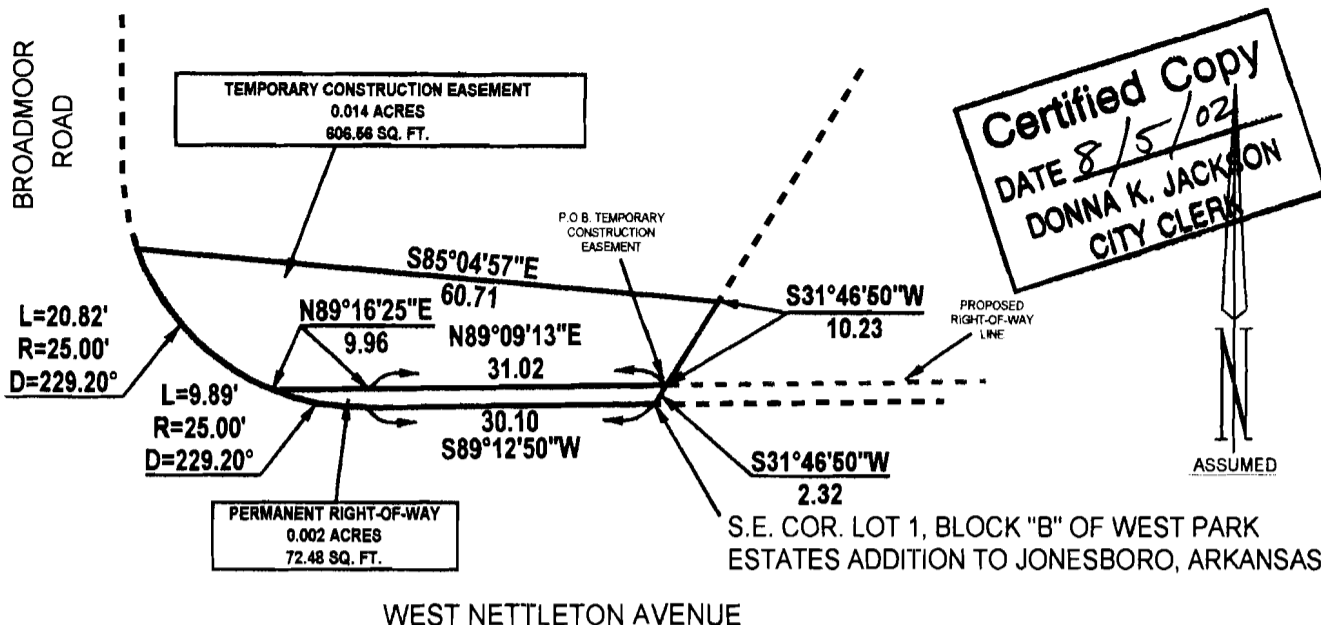 BROADMOOR
ROAD
TEMPORARY CONSTRUCTION EASEMENT
0.014 ACRES
606.56 SQ. FT.
Certified Copy
DATE 8/5/02
DONNA K. JACKSON
CITY CLERK
P.O B. TEMPORARY
CONSTRUCTION
EASEMENT
S85°04'57"E
60.71
S31°46'50"W
10.23
PROPOSED
RIGHT-OF-WAY
LINE
L=20.82'
R=25.00'
D=229.20°
N89°16'25"E
9.96
N89°09'13"E
31.02
L=9.89'
R=25.00'
D=229.20°
30.10
S89°12'50"W
S31°46'50"W
2.32
N
ASSUMED
PERMANENT RIGHT-OF-WAY
0.002 ACRES
72.48 SQ. FT.
S.E. COR. LOT 1, BLOCK "B" OF WEST PARK
ESTATES ADDITION TO JONESBORO, ARKANSAS
WEST NETTLETON AVENUE